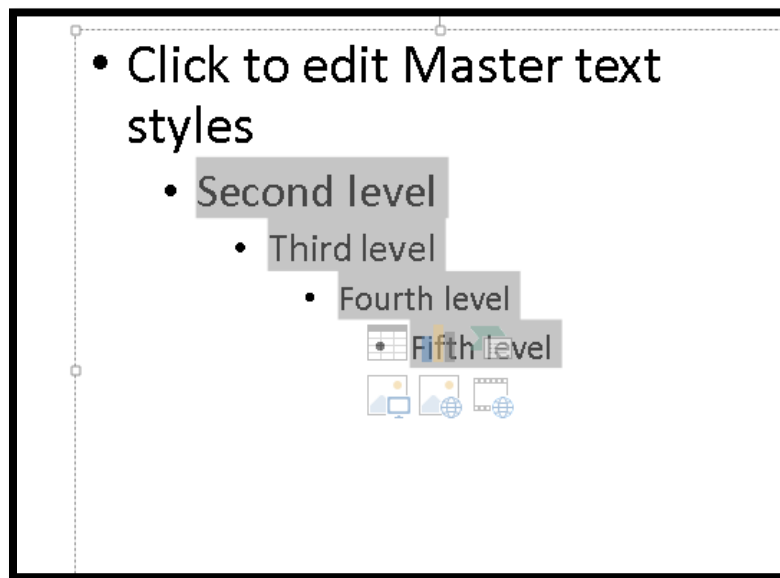 • Click to edit Master text
styles
• Second level
• Third level
• Fourth level
• Fifth level